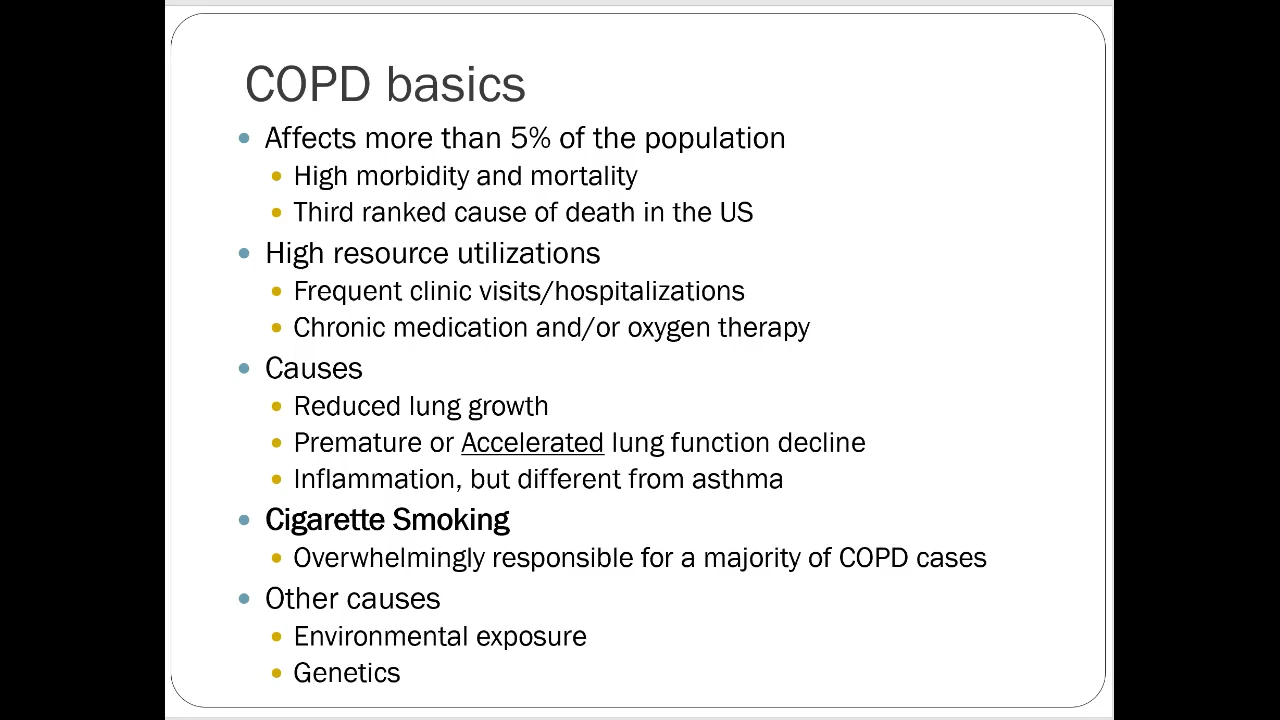 COPD basics
• Affects more than 5% of the population
• High morbidity and mortality
• Third ranked cause of death in the US
• High resource utilizations
• Frequent clinic visits/hospitalizations
• Chronic medication and/or oxygen therapy
• Causes
• Reduced lung growth
• Premature or Accelerated lung function decline
• Inflammation, but different from asthma
• Cigarette Smoking
• Overwhelmingly responsible for a majority of COPD cases
• Other causes
• Environmental exposure
• Genetics